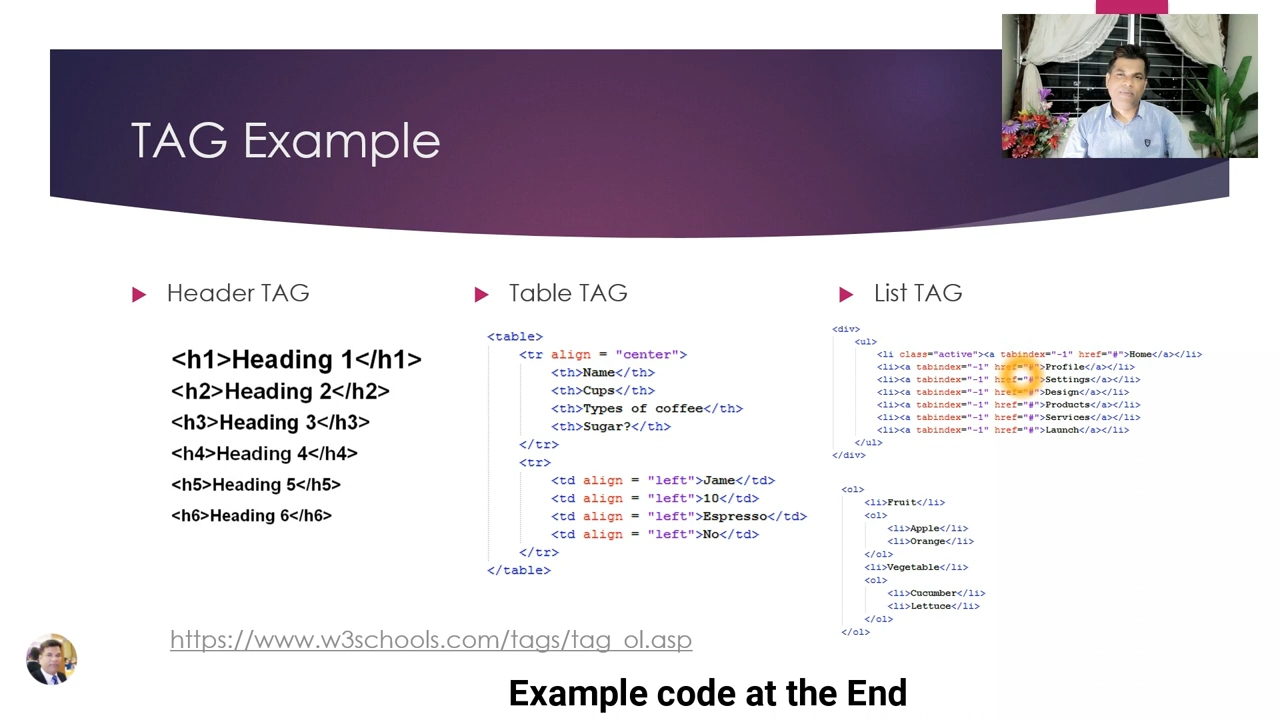 TAG Example
Header TAG
<h1>Heading 1</h1>
<h2>Heading 2</h2>
<h3>Heading 3</h3>
<h4>Heading 4</h4>
<h5>Heading 5</h5>
<h6>Heading 6</h6>
Table TAG
<table>
<tr align = "center">
<th>Name</th>
<th>Cups</th>
<th>Types of coffee</th>
<th>Sugar?</th>
</tr>
<tr>
<td align = "left">Jame</td>
<td align = "left">10</td>
<td align = "left">Espresso</td>
<td align = "left">No</td>
</tr>
</table>
List TAG
<div>
<ul>
<li class="active"><a tabindex="-1" href="#">Home</a></li>
<li><a tabindex="-1" href="#">Profile</a></li>
<li><a tabindex="-1" href="#">Settings</a></li>
<li><a tabindex="-1" href="#">Design</a></li>
<li><a tabindex="-1" href="#">Products</a></li>
<li><a tabindex="-1" href="#">Services</a></li>
<li><a tabindex="-1" href="#">Launch</a></li>
</ul>
</div>
<ol>
<li>Fruit</li>
<ol>
<li>Apple</li>
<li>Orange</li>
</ol>
<li>Vegetable</li>
<ol>
<li>Cucumber</li>
<li>Lettuce</li>
</ol>
</ol>
https://www.w3schools.com/tags/tag_ol.asp
Example code at the End